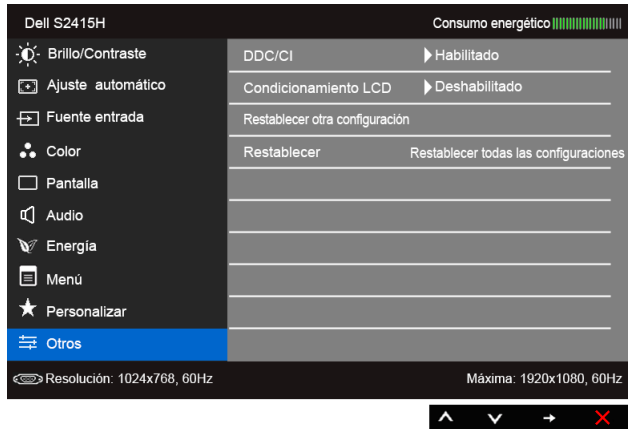 Dell S2415H
Consumo energético
Brillo/Contraste
Ajuste automático
Fuente entrada
Color
Pantalla
Audio
Energía
Menú
Personalizar
Otros
DDC/CI Habilitado
Condicionamiento LCD Deshabilitado
Restablecer otra configuración
Restablecer Restablecer todas las configuraciones
Resolución: 1024x768, 60Hz
Máxima: 1920x1080, 60Hz